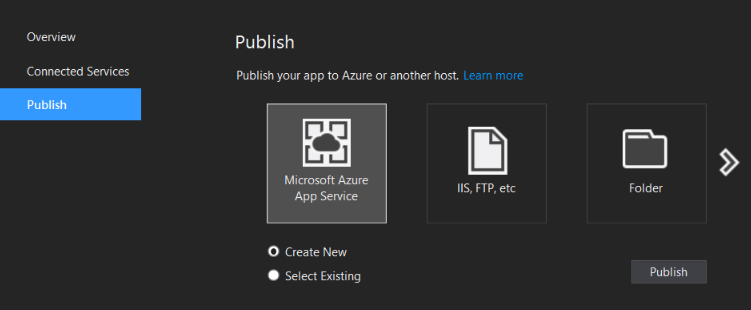 Overview
Connected Services
Publish
Publish
Publish your app to Azure or another host. Learn more
Microsoft Azure
App Service
IIS, FTP, etc
Folder
Create New
Select Existing
Publish